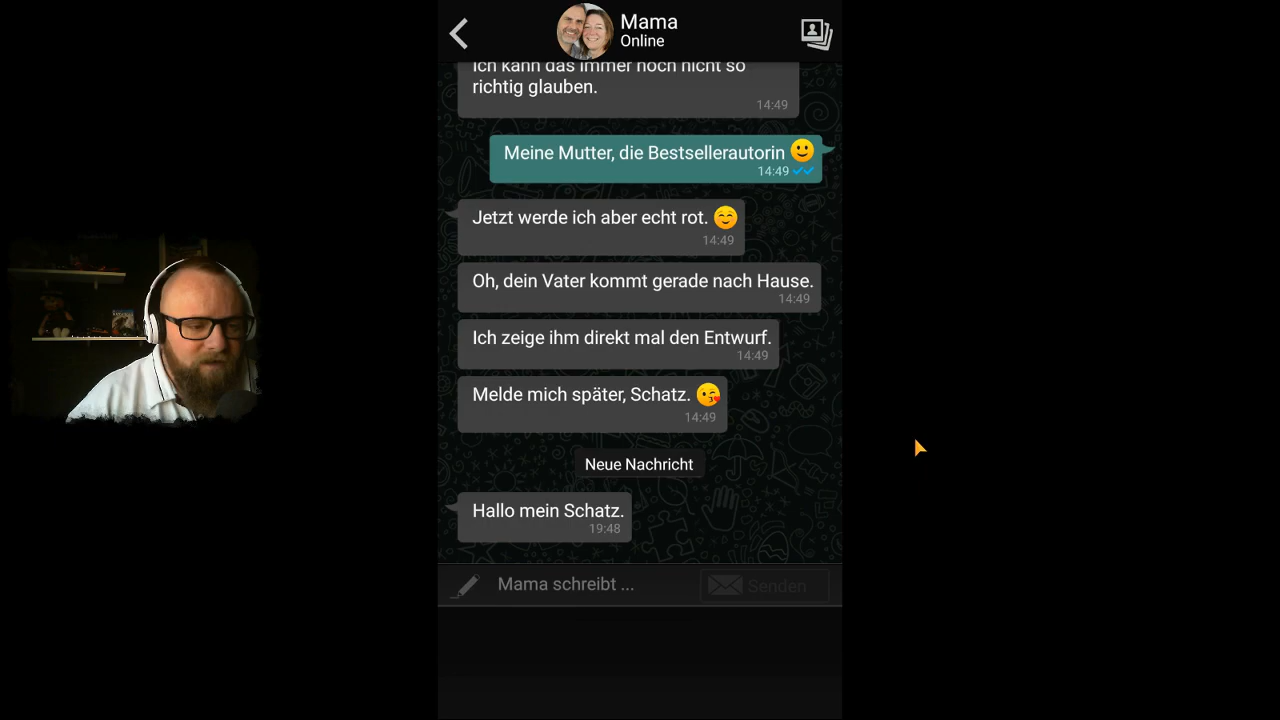 Mama
Online
Ich kann das immer noch nicht so
richtig glauben.
14:49
Meine Mutter, die Bestsellerautorin 🙂
14:49
Jetzt werde ich aber echt rot. 😊
14:49
Oh, dein Vater kommt gerade nach Hause.
14:49
Ich zeige ihm direkt mal den Entwurf.
14:49
Melde mich später, Schatz. 😘
14:49
Neue Nachricht
Hallo mein Schatz.
19:48
Mama schreibt ...
Senden